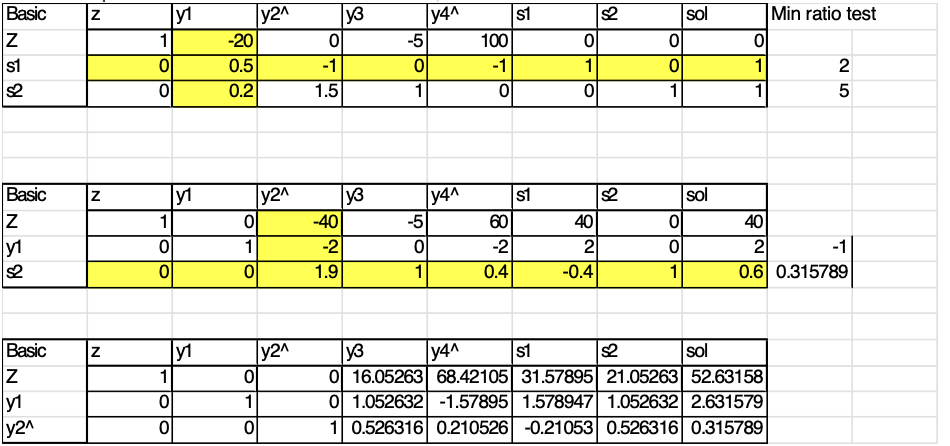 Basic z y1 y2^ y3 y4^ s1 s2 sol Min ratio test
Z 1 -20 0 -5 100 0 0 0
s1 0 0.5 -1 0 -1 1 0 1 2
s2 0 0.2 1.5 1 0 0 1 1 5
Basic z y1 y2^ y3 y4^ s1 s2 sol
Z 1 0 -40 -5 60 40 0 40
y1 0 1 -2 0 -2 2 0 2 -1
s2 0 0 1.9 1 0.4 -0.4 1 0.6 0.315789
Basic z y1 y2^ y3 y4^ s1 s2 sol
Z 1 0 0 16.05263 68.42105 31.57895 21.05263 52.63158
y1 0 1 0 1.052632 -1.57895 1.578947 1.052632 2.631579
y2^ 0 0 1 0.526316 0.210526 -0.21053 0.526316 0.315789